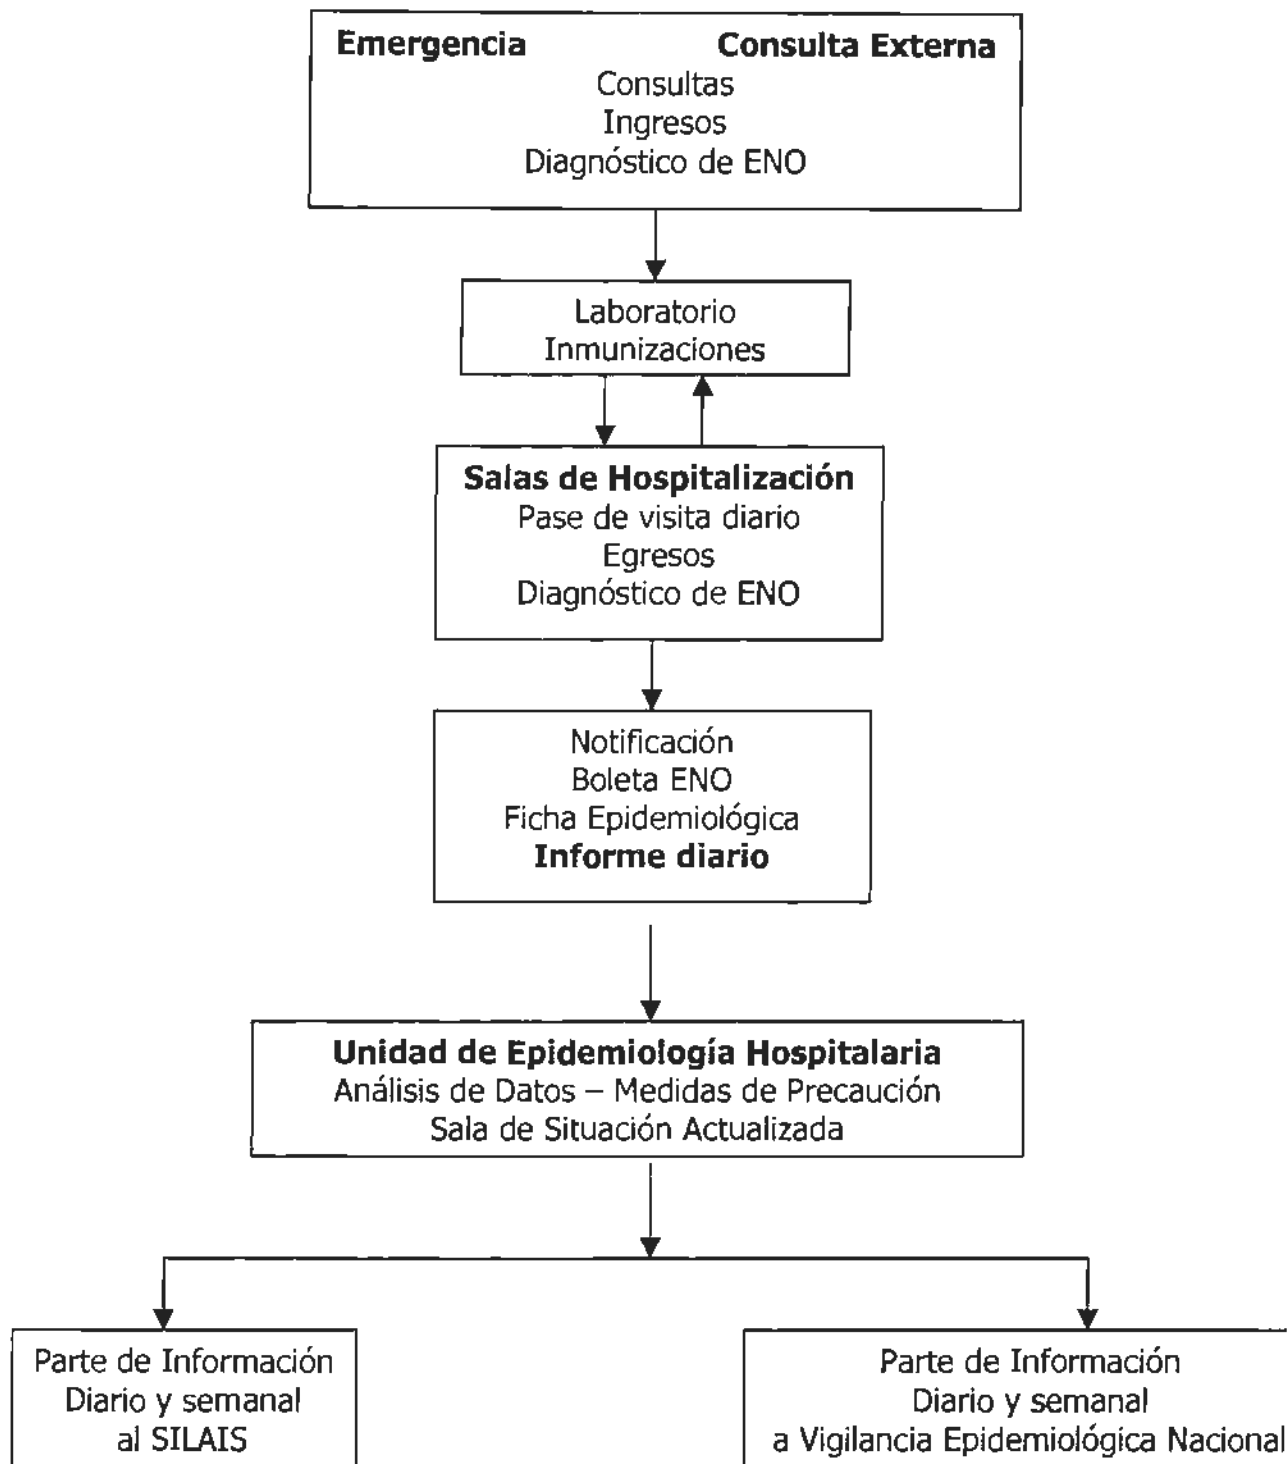 Emergencia Consulta Externa
Consultas
Ingresos
Diagnóstico de ENO
Laboratorio
Inmunizaciones
Salas de Hospitalización
Pase de visita diario
Egresos
Diagnóstico de ENO
Notificación
Boleta ENO
Ficha Epidemiológica
Informe diario
Unidad de Epidemiología Hospitalaria
Análisis de Datos – Medidas de Precaución
Sala de Situación Actualizada
Parte de Información
Diario y semanal
al SILAIS
Parte de Información
Diario y semanal
a Vigilancia Epidemiológica Nacional